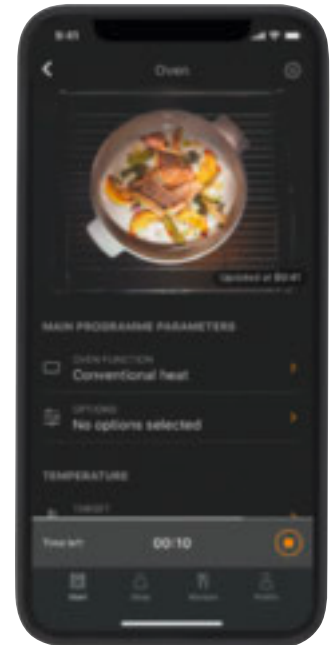 9:41
Oven
Updated at 09:41
MAIN PROGRAMME PARAMETERS
OVEN FUNCTION
Conventional heat
OPTIONS
No options selected
TEMPERATURE
TARGET
Time left
00:10